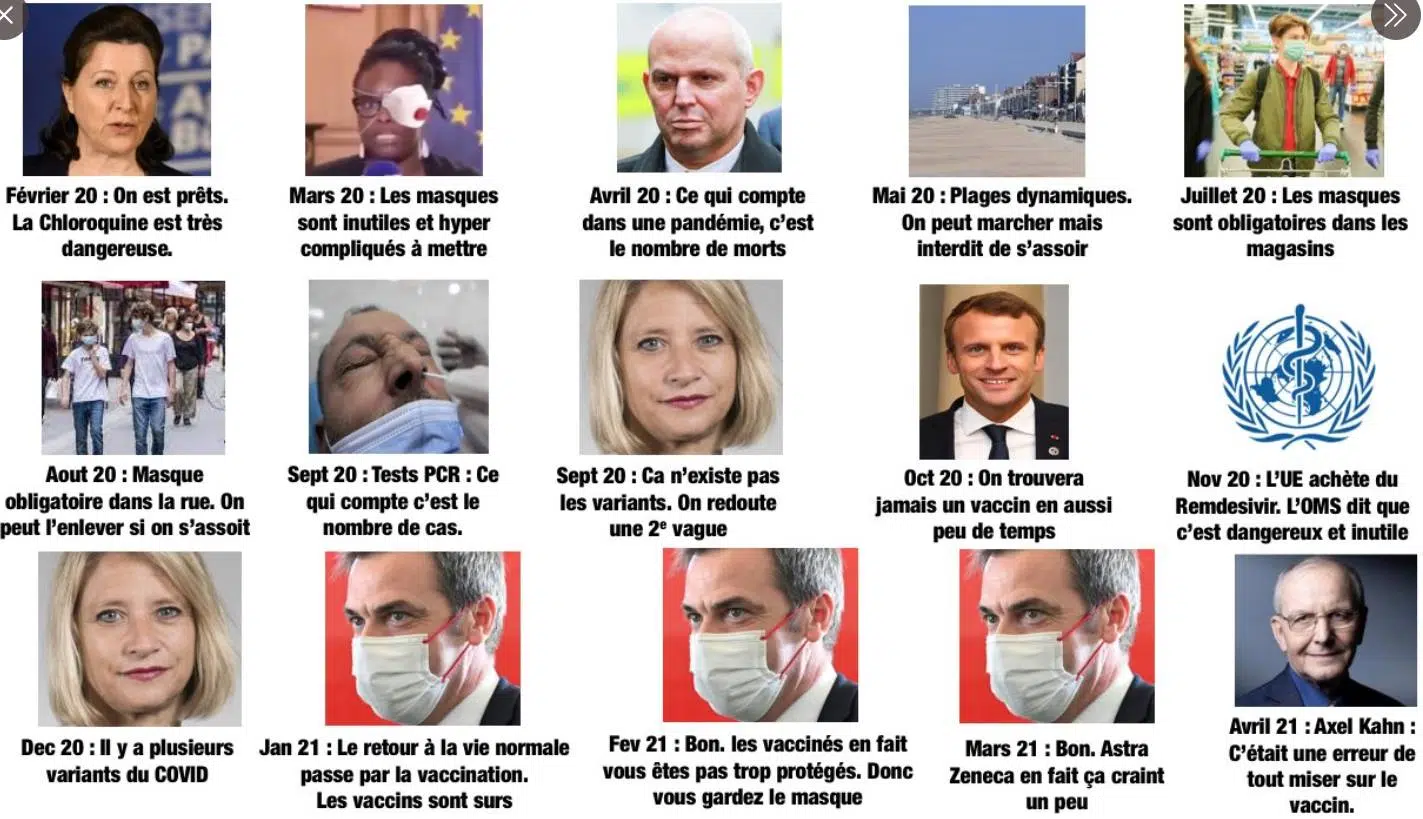 Février 20 : On est prêts.
La Chloroquine est très
dangereuse.
Mars 20 : Les masques
sont inutiles et hyper
compliqués à mettre
Avril 20 : Ce qui compte
dans une pandémie, c'est
le nombre de morts
Mai 20 : Plages dynamiques.
On peut marcher mais
interdit de s'assoir
Juillet 20 : Les masques
sont obligatoires dans les
magasins
Aout 20 : Masque
obligatoire dans la rue. On
peut l'enlever si on s'assoit
Sept 20 : Tests PCR : Ce
qui compte c'est le
nombre de cas.
Sept 20 : Ca n'existe pas
les variants. On redoute
une 2e vague
Oct 20 : On trouvera
jamais un vaccin en aussi
peu de temps
Nov 20 : L'UE achète du
Remdesivir. L'OMS dit que
c'est dangereux et inutile
Dec 20 : Il y a plusieurs
variants du COVID
Jan 21 : Le retour à la vie normale
passe par la vaccination.
Les vaccins sont surs
Fev 21 : Bon. les vaccinés en fait
vous êtes pas trop protégés. Donc
vous gardez le masque
Mars 21 : Bon. Astra
Zeneca en fait ça craint
un peu
Avril 21 : Axel Kahn :
C'était une erreur de
tout miser sur le
vaccin.